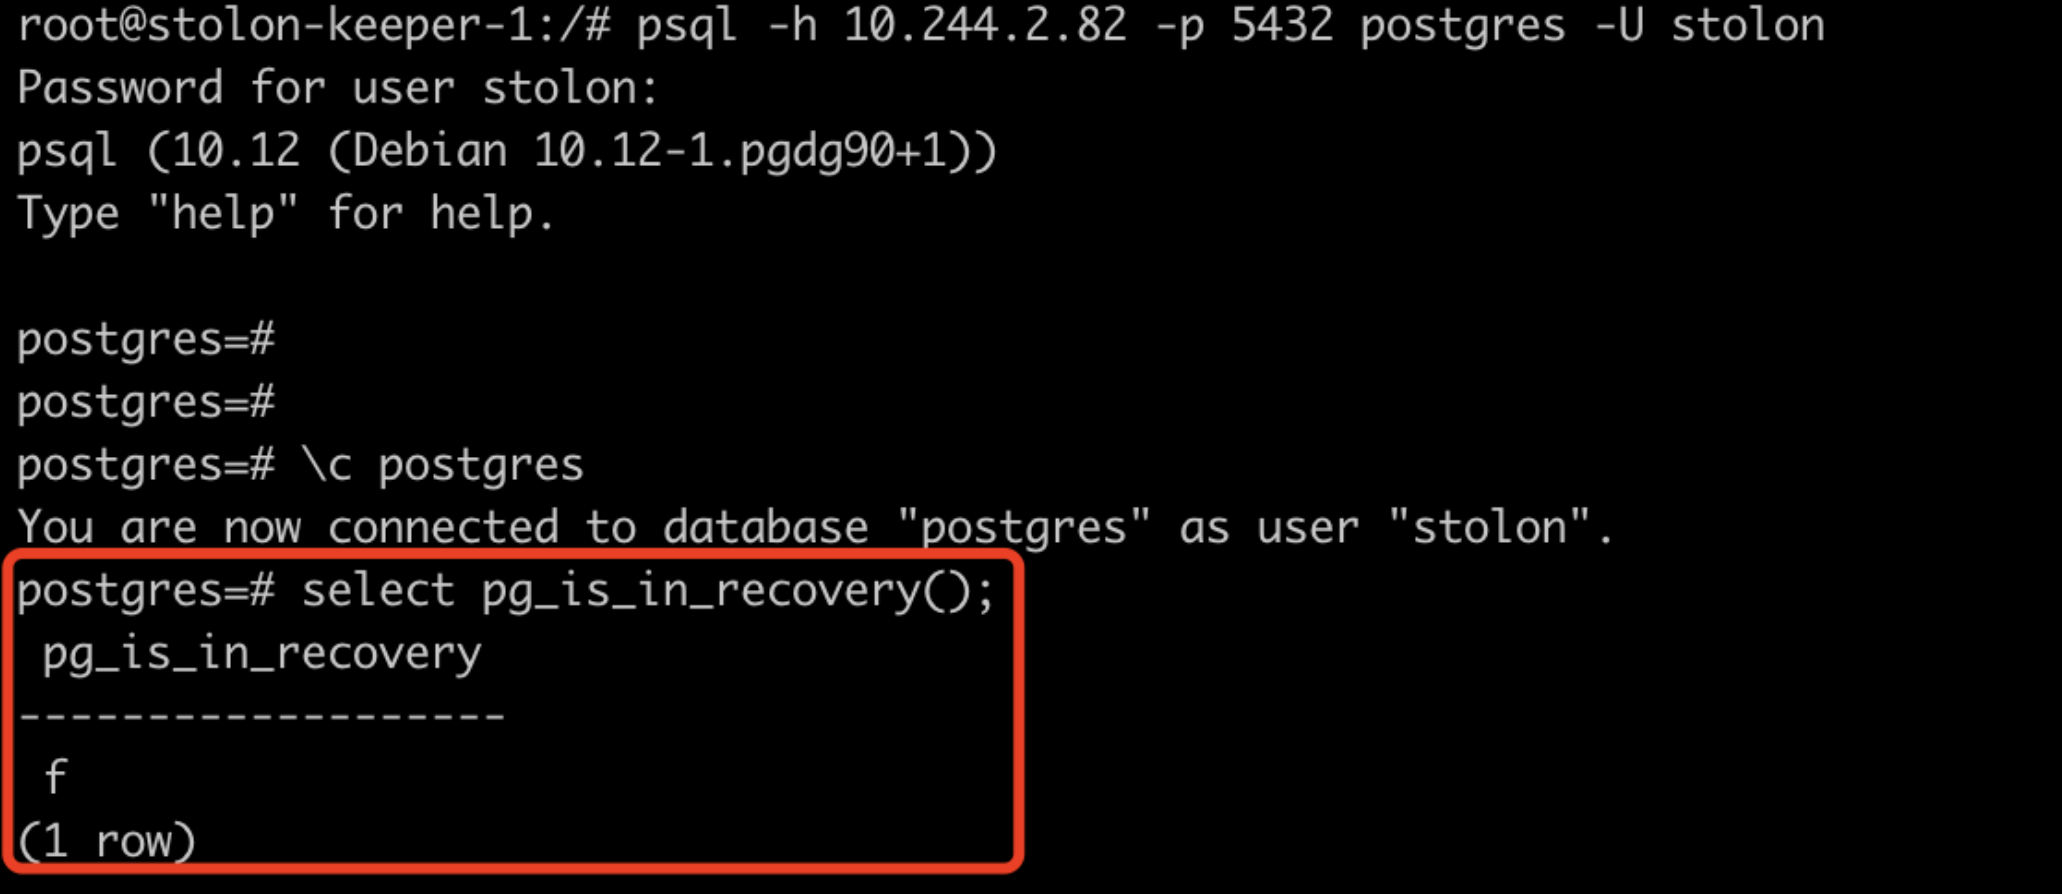 root@stolon-keeper-1:/# psql -h 10.244.2.82 -p 5432 postgres -U stolon
Password for user stolon:
psql (10.12 (Debian 10.12-1.pgdg90+1))
Type "help" for help.

postgres=#
postgres=#
postgres=# \c postgres
You are now connected to database "postgres" as user "stolon".
postgres=# select pg_is_in_recovery();
 pg_is_in_recovery
-------------------
 f
(1 row)